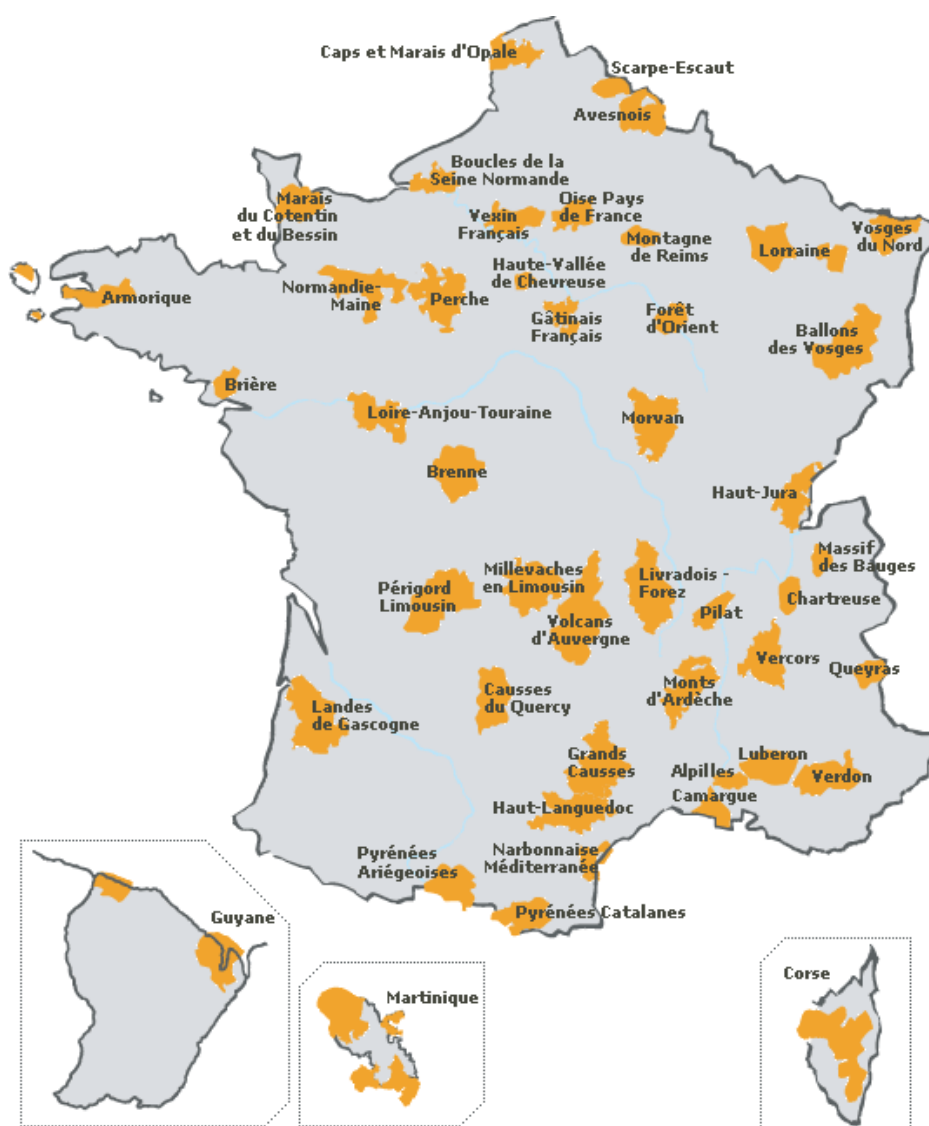 Caps et Marais d'Opale
Scarpe-Escaut
Avesnois
Boucles de la
Seine Normande
Marais
du Cotentin
et du Bessin
Vexin
Français
Oise Pays
de France
Montagne
de Reims
Lorraine
Vosges
du Nord
Armorique
Normandie-
Maine
Perche
Haute-Vallée
de Chevreuse
Gâtinais
Français
Forêt
d'Orient
Ballons
des Vosges
Brière
Loire-Anjou-Touraine
Morvan
Brenne
Haut-Jura
Massif
des Bauges
Chartreuse
Périgord
Limousin
Millevaches
en Limousin
Volcans
d'Auvergne
Livradois -
Forez
Pilat
Vercors
Queyras
Monts
d'Ardèche
Causses
du Quercy
Landes
de Gascogne
Grands
Causses
Haut-Languedoc
Alpilles
Camargue
Luberon
Verdon
Narbonnaise
Méditerranée
Pyrénées
Ariégeoises
Pyrénées Catalanes
Guyane
Martinique
Corse